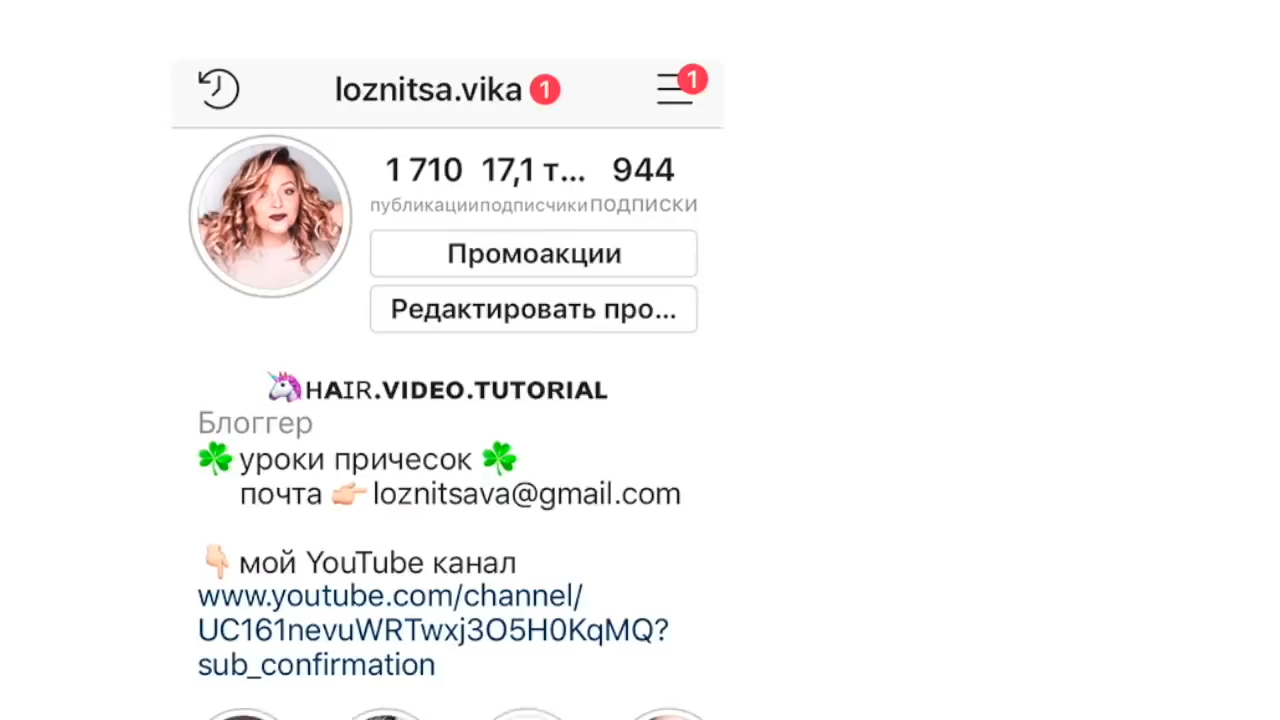 loznitsa.vika 1 1
1 710 17,1 т... 944
публикации подписчики подписки
Промоакции
Редактировать про...
🦄HAIR.VIDEO.TUTORIAL
Блоггер
☘️уроки причесок☘️
почта 👉🏻loznitsava@gmail.com
👇🏻мой YouTube канал
www.youtube.com/channel/
UC161nevuWRTwxj3O5H0KqMQ?
sub_confirmation